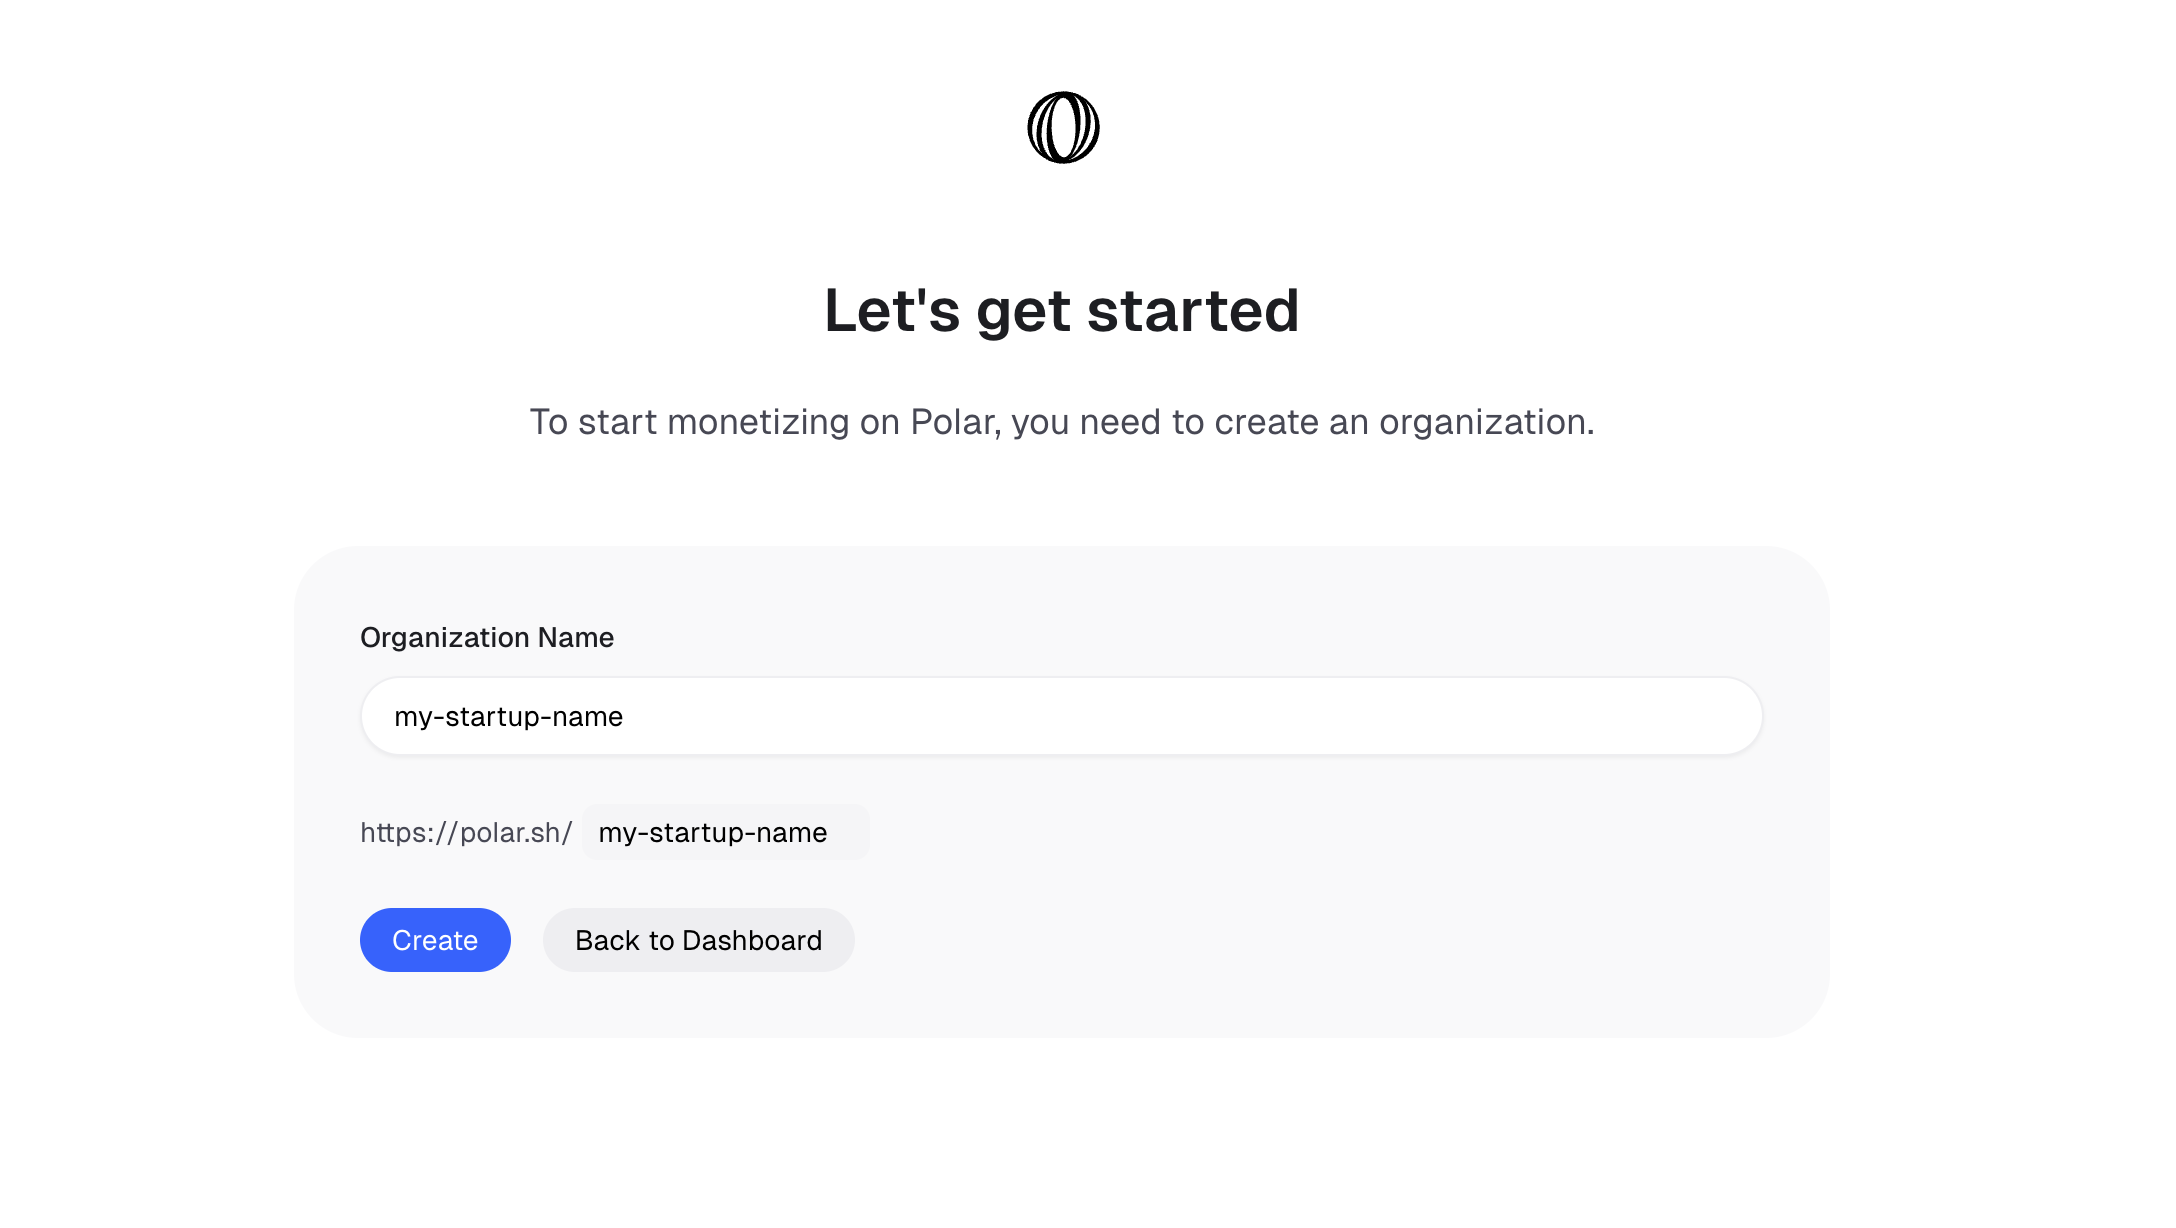 Let's get started
To start monetizing on Polar, you need to create an organization.
Organization Name
my-startup-name
https://polar.sh/ my-startup-name
Create Back to Dashboard